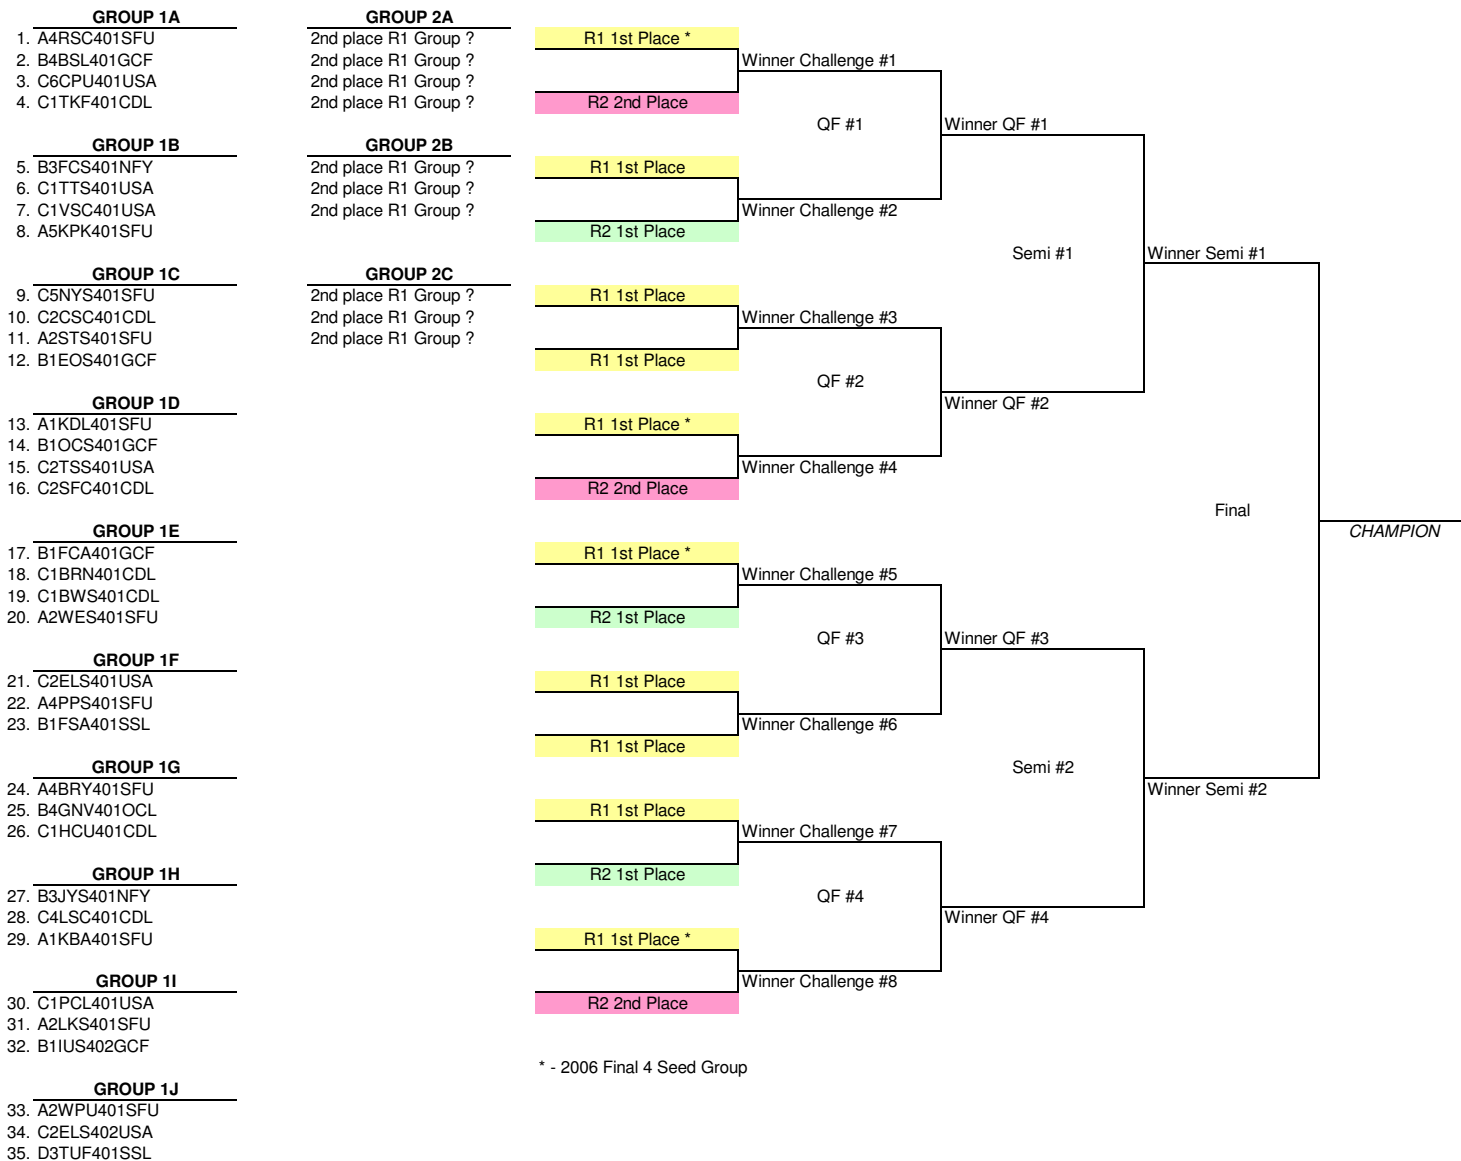 GROUP 1A
1. A4RSC401SFU
2. B4BSL401GCF
3. C6CPU401USA
4. C1TKF401CDL
GROUP 1B
5. B3FCS401NFY
6. C1TTS401USA
7. C1VSC401USA
8. A5KPK401SFU
GROUP 1C
9. C5NYS401SFU
10. C2CSC401CDL
11. A2STS401SFU
12. B1EOS401GCF
GROUP 1D
13. A1KDL401SFU
14. B1OCS401GCF
15. C2TSS401USA
16. C2SFC401CDL
GROUP 1E
17. B1FCA401GCF
18. C1BRN401CDL
19. C1BWS401CDL
20. A2WES401SFU
GROUP 1F
21. C2ELS401USA
22. A4PPS401SFU
23. B1FSA401SSL
GROUP 1G
24. A4BRY401SFU
25. B4GNV401OCL
26. C1HCU401CDL
GROUP 1H
27. B3JYS401NFY
28. C4LSC401CDL
29. A1KBA401SFU
GROUP 1I
30. C1PCL401USA
31. A2LKS401SFU
32. B1IUS402GCF
GROUP 1J
33. A2WPU401SFU
34. C2ELS402USA
35. D3TUF401SSL
GROUP 2A
2nd place R1 Group ?
2nd place R1 Group ?
2nd place R1 Group ?
2nd place R1 Group ?
GROUP 2B
2nd place R1 Group ?
2nd place R1 Group ?
2nd place R1 Group ?
GROUP 2C
2nd place R1 Group ?
2nd place R1 Group ?
2nd place R1 Group ?
R1 1st Place *
R2 2nd Place
R1 1st Place
R2 1st Place
R1 1st Place
R1 1st Place
R1 1st Place *
R2 2nd Place
R1 1st Place *
R2 1st Place
R1 1st Place
R1 1st Place
R1 1st Place
R2 1st Place
R1 1st Place *
R2 2nd Place
* - 2006 Final 4 Seed Group
Winner Challenge #1
QF #1
Winner Challenge #2
Winner Challenge #3
QF #2
Winner Challenge #4
Winner Challenge #5
QF #3
Winner Challenge #6
Winner Challenge #7
QF #4
Winner Challenge #8
Winner QF #1
Semi #1
Winner QF #2
Winner QF #3
Semi #2
Winner QF #4
Winner Semi #1
Final
Winner Semi #2
CHAMPION